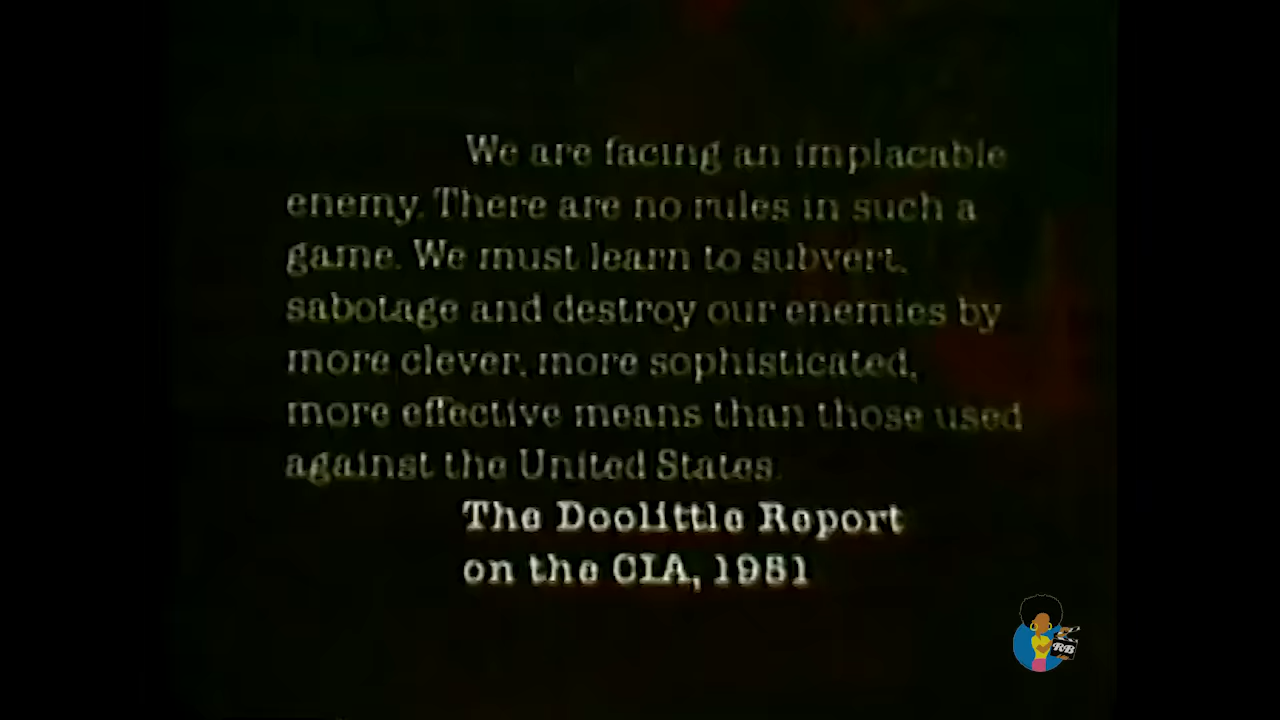 We are facing an implacable
enemy. There are no rules in such a
game. We must learn to subvert,
sabotage and destroy our enemies by
more clever, more sophisticated,
more effective means than those used
against the United States.
The Doolittle Report
on the CIA, 1951
RB